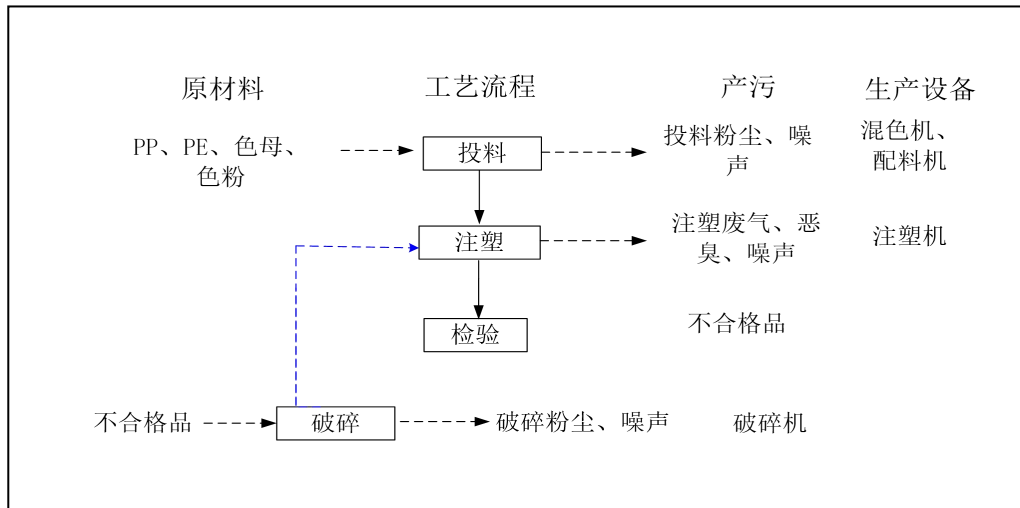 原材料 工艺流程 产污 生产设备
PP、PE、色母、
色粉
投料
投料粉尘、噪
声
混色机、
配料机
注塑
注塑废气、恶
臭、噪声
注塑机
检验
不合格品
不合格品
破碎
破碎粉尘、噪声
破碎机